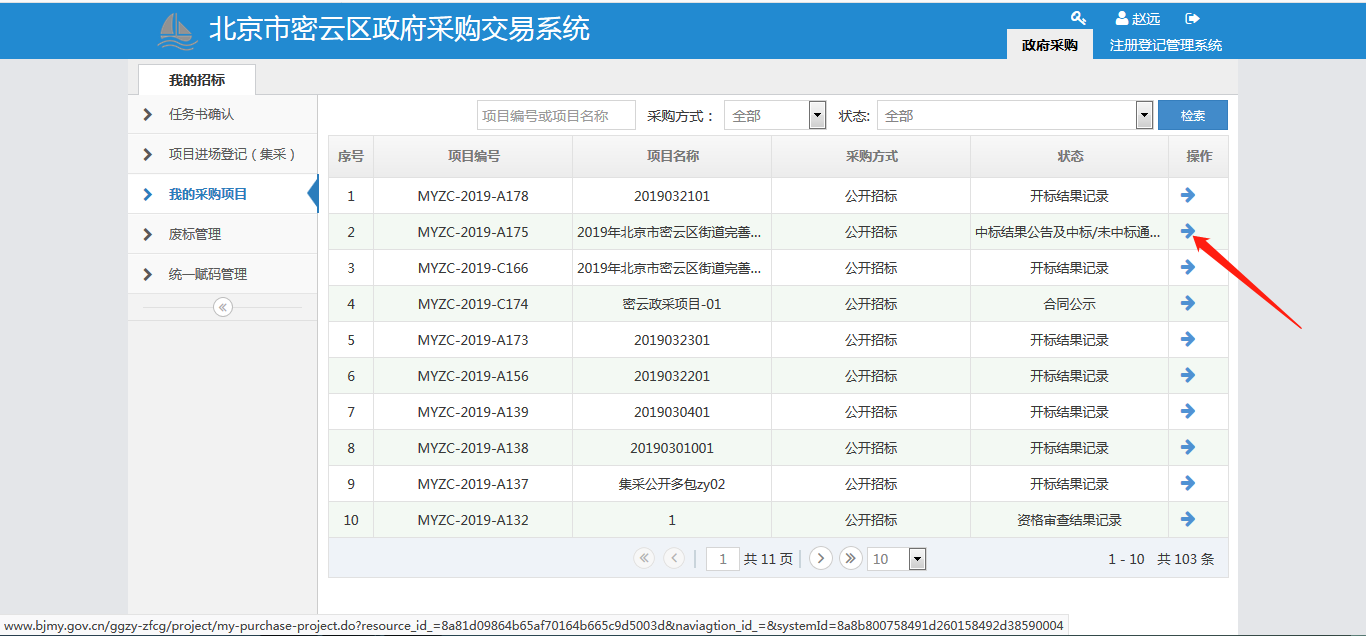 北京市密云区政府采购交易系统
赵远
政府采购 注册登记管理系统
我的招标
任务书确认
项目进场登记（集采）
我的采购项目
废标管理
统一赋码管理
项目编号或项目名称 采购方式： 全部 状态: 全部 检索
序号 项目编号 项目名称 采购方式 状态 操作
1 MYZC-2019-A178 2019032101 公开招标 开标结果记录
2 MYZC-2019-A175 2019年北京市密云区街道完善... 公开招标 中标结果公告及中标/未中标通...
3 MYZC-2019-C166 2019年北京市密云区街道完善... 公开招标 开标结果记录
4 MYZC-2019-C174 密云政采项目-01 公开招标 合同公示
5 MYZC-2019-A173 2019032301 公开招标 开标结果记录
6 MYZC-2019-A156 2019032201 公开招标 开标结果记录
7 MYZC-2019-A139 2019030401 公开招标 开标结果记录
8 MYZC-2019-A138 20190301001 公开招标 开标结果记录
9 MYZC-2019-A137 集采公开多包zy02 公开招标 开标结果记录
10 MYZC-2019-A132 1 公开招标 资格审查结果记录
1 共 11 页 10 1 - 10 共 103 条
www.bjmy.gov.cn/ggzy-zfcg/project/my-purchase-project.do?resource_id_=8a81d09864b65af70164b665c9d5003d&naviagtion_id_=&systemId=8a8b800758491d260158492d38590004